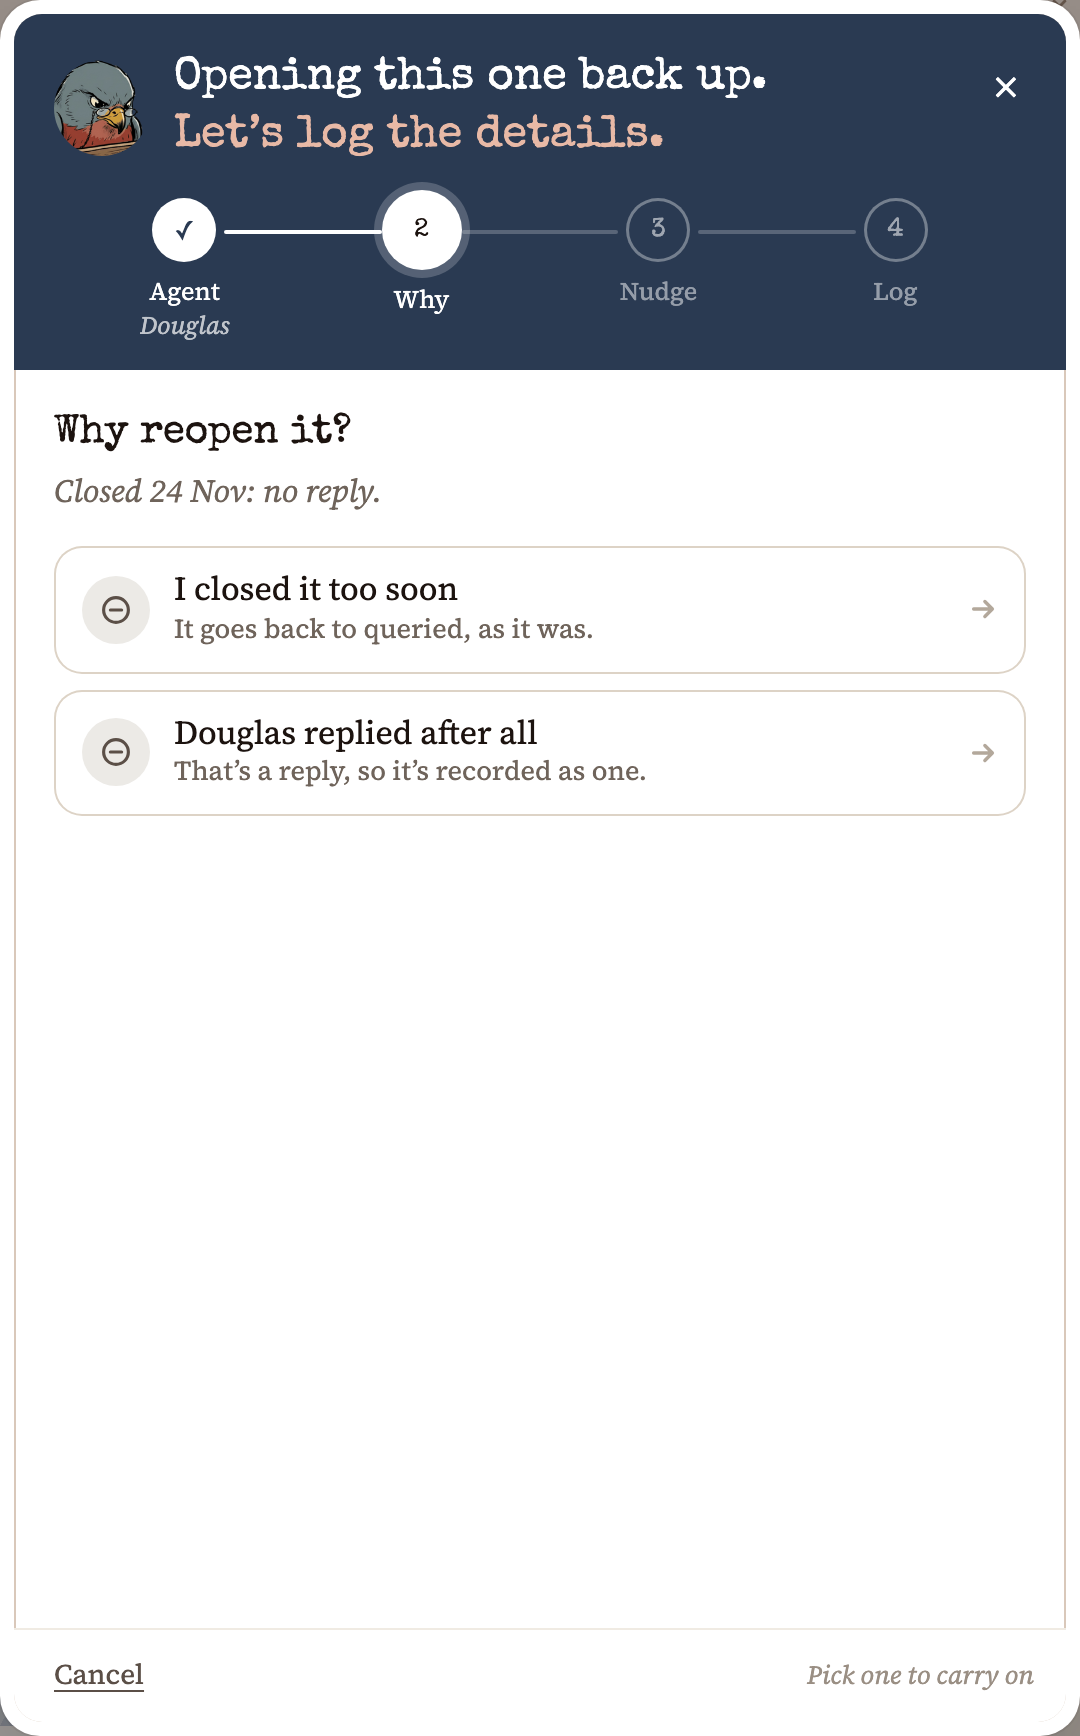 Opening this one back up.
Let’s log the details.
✓
2
3
4
Agent
Why
Nudge
Log
Douglas
Why reopen it?
Closed 24 Nov: no reply.
I closed it too soon
It goes back to queried, as it was.
Douglas replied after all
That’s a reply, so it’s recorded as one.
Cancel
Pick one to carry on